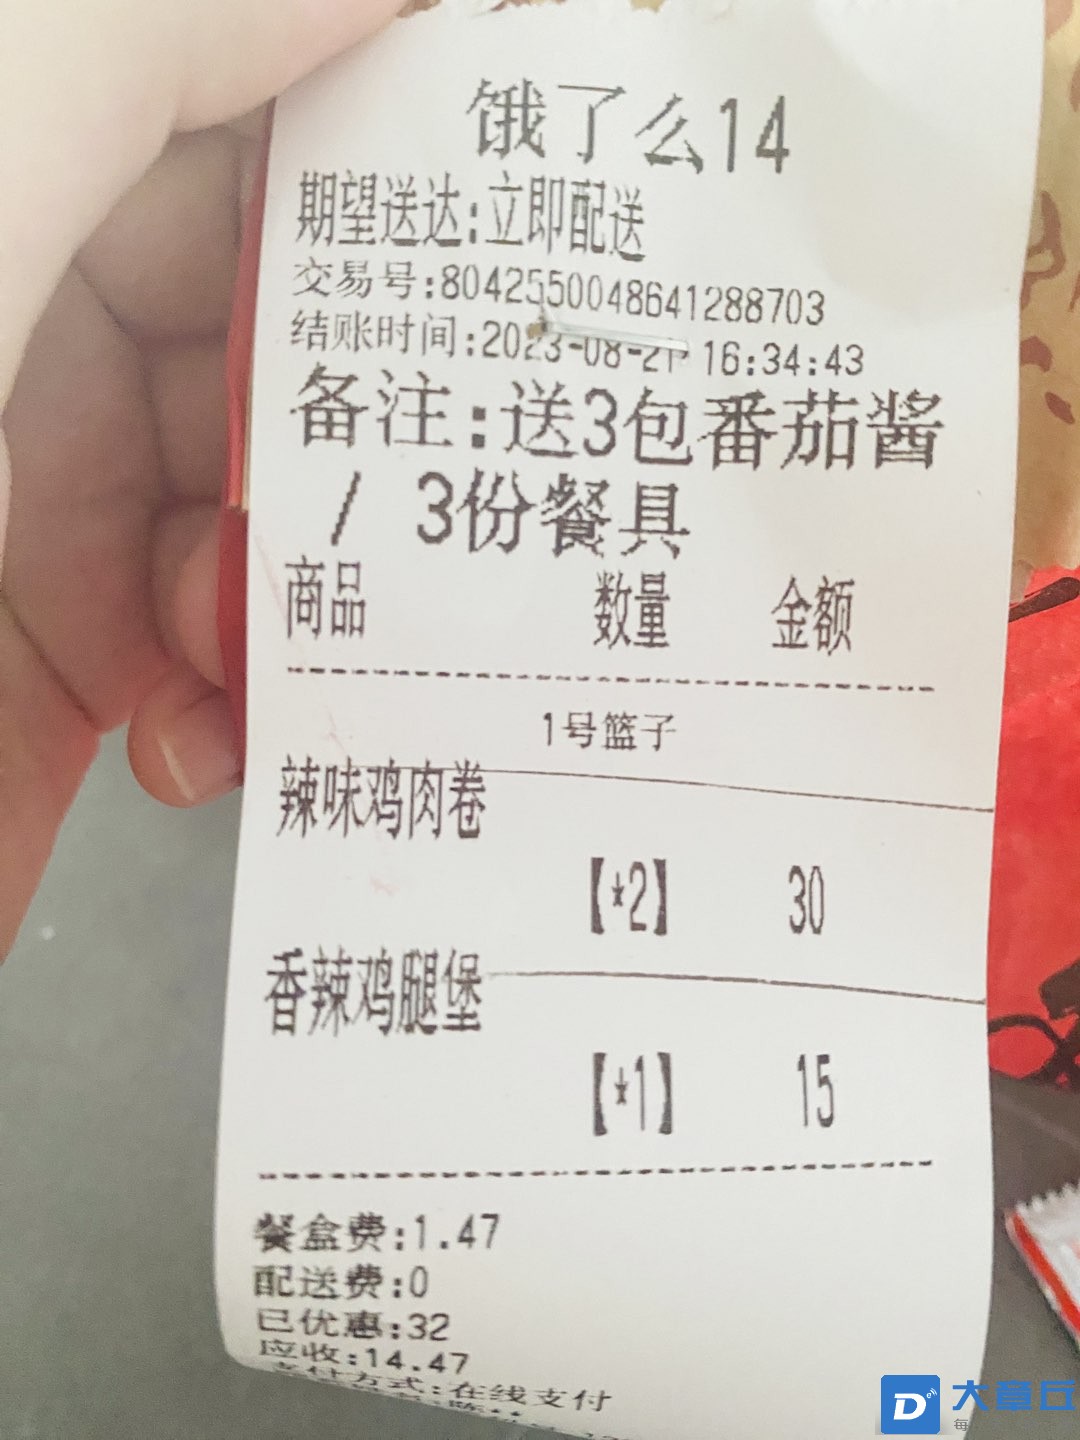 饿了么14
期望送达:立即配送
交易号:8042550048641288703
结账时间:2023-08-21 16:34:43
备注:送3包番茄酱
/ 3份餐具
商品 数量 金额
1号篮子
辣味鸡肉卷
【*2】 30
香辣鸡腿堡
【*1】 15
餐盒费:1.47
配送费:0
已优惠:32
应收:14.47
支付方式:在线支付
大章丘
每